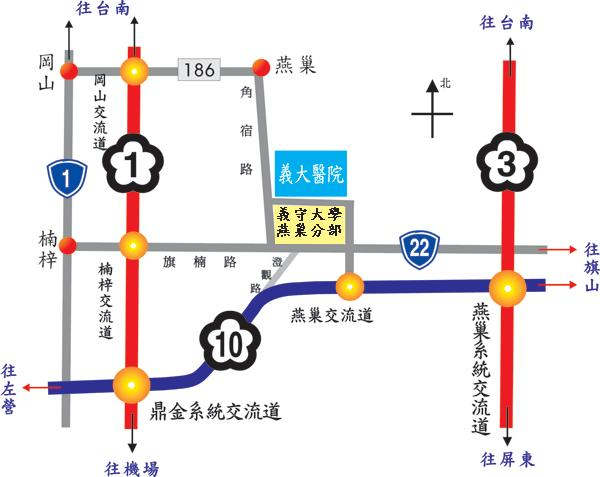 往台南
往台南
岡山
186
燕巢
北
岡山交流道
角宿路
1
1
3
義大醫院
義守大學
燕巢分部
楠梓
旗楠路
澄觀路
22
往旗山
楠梓交流道
燕巢交流道
燕巢系統交流道
10
往左營
鼎金系統交流道
往機場
往屏東